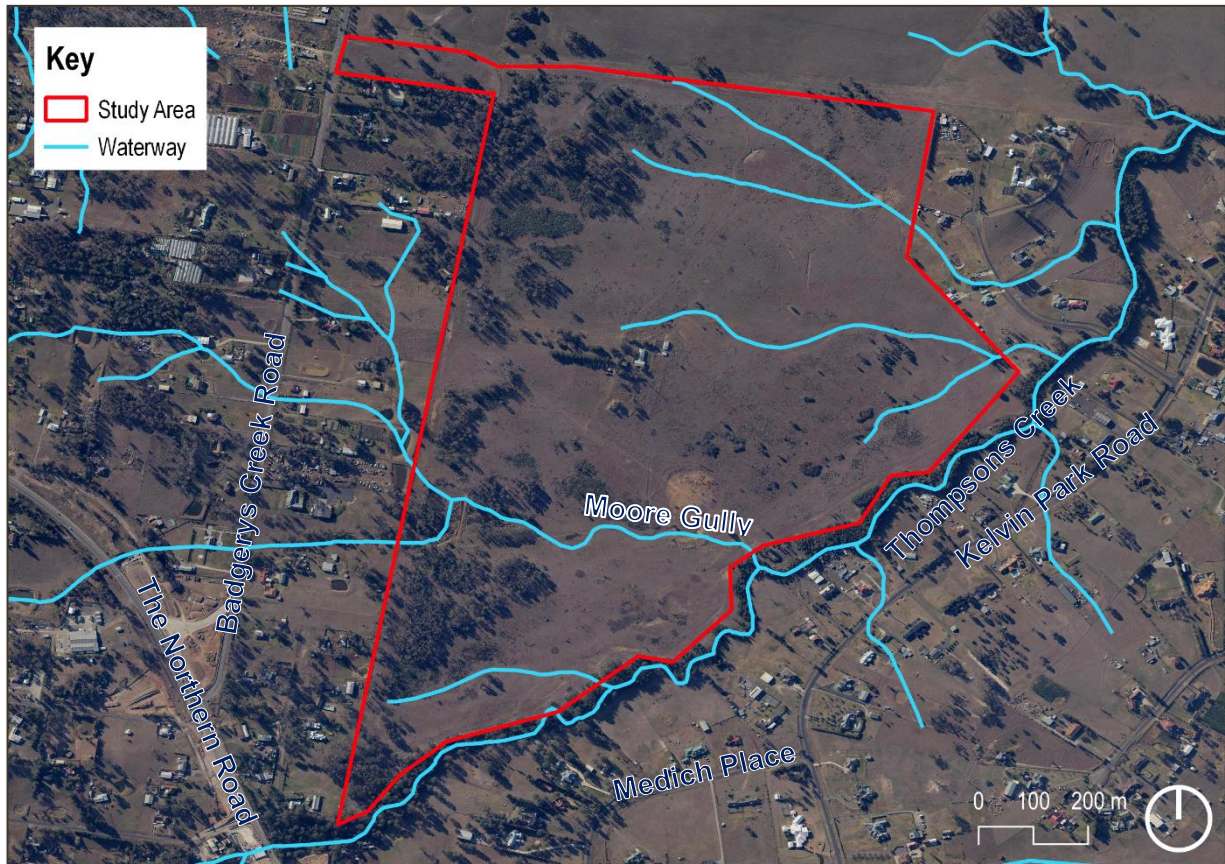 Key
Study Area
Waterway
Badgerys Creek Road
The Northern Road
Moore Gully
Thompsons Creek
Kelvin Park Road
Medich Place
0 100 200 m